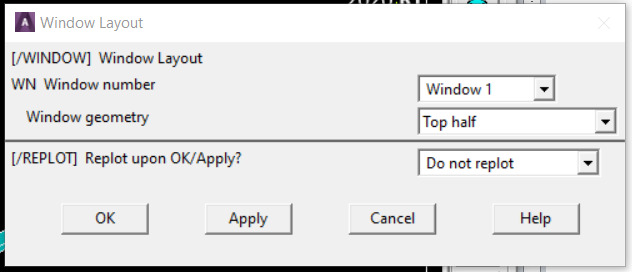 Window Layout
[/WINDOW] Window Layout
WN Window number
Window 1
Window geometry
Top half
[/REPLOT] Replot upon OK/Apply?
Do not replot
OK
Apply
Cancel
Help